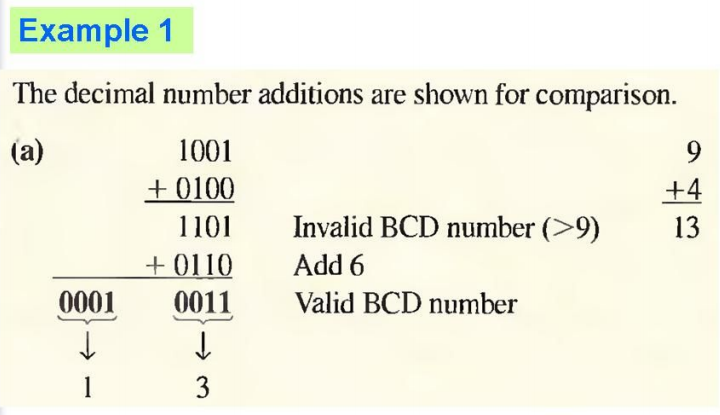 Example 1
The decimal number additions are shown for comparison.
(a) 1001 9
+ 0100 +4
1101 Invalid BCD number (>9) 13
+ 0110 Add 6
0001 0011 Valid BCD number
↓ ↓
1 3